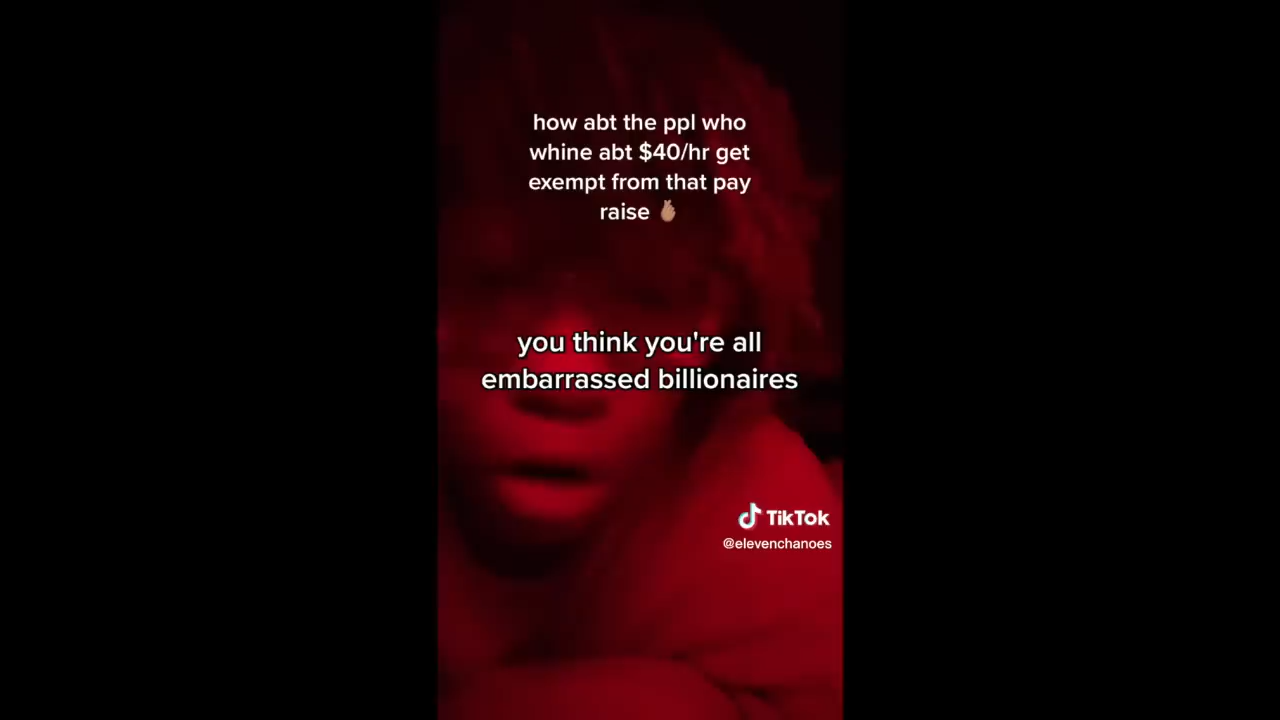 how abt the ppl who
whine abt $40/hr get
exempt from that pay
raise 🫰🏼
you think you're all
embarrassed billionaires
TikTok
@elevenchanoes